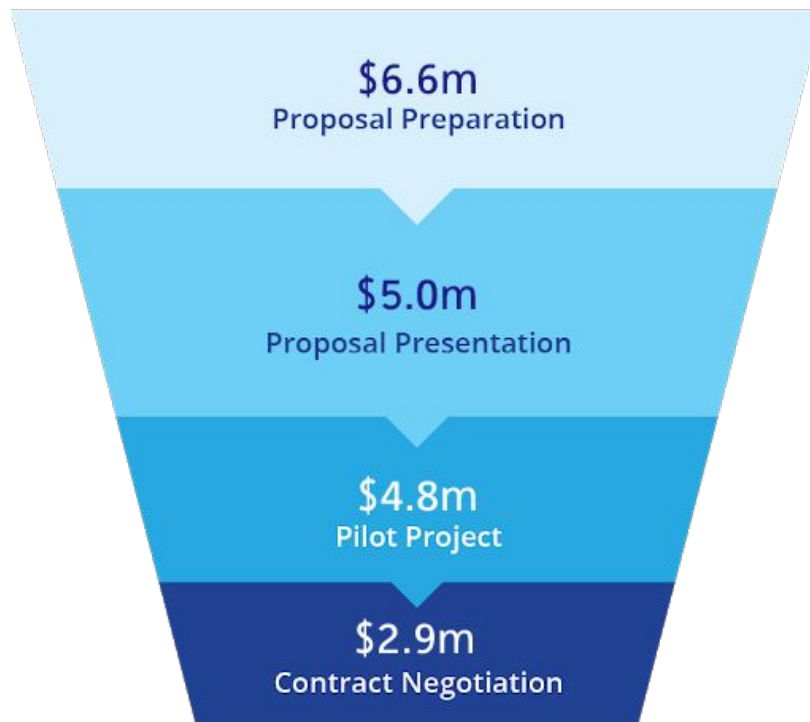 $6.6m
Proposal Preparation
$5.0m
Proposal Presentation
$4.8m
Pilot Project
$2.9m
Contract Negotiation